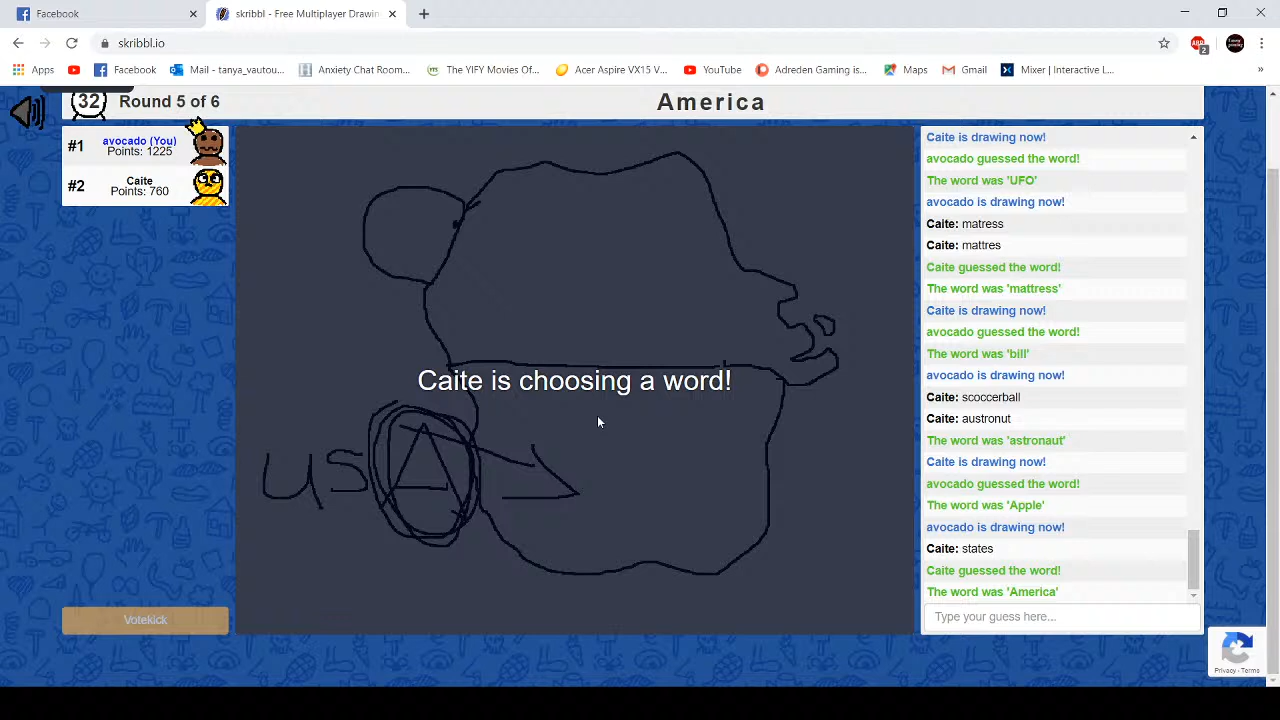 Facebook
skribbl - Free Multiplayer Drawin
skribbl.io
Apps
Facebook
Mail - tanya_vautou...
Anxiety Chat Room...
The YIFY Movies Of...
Acer Aspire VX15 V...
Youtube
Adreden Gaming is...
Maps
Gmail
Mixer | Interactive L...
32
Round 5 of 6
America
#1
avocado (You)
Points: 1225
#2
Caite
Points: 760
Caite is choosing a word!
USA
Votekick
Caite is drawing now!
avocado guessed the word!
The word was 'UFO'
avocado is drawing now!
Caite: matress
Caite: mattres
Caite guessed the word!
The word was 'mattress'
Caite is drawing now!
avocado guessed the word!
The word was 'bill'
avocado is drawing now!
Caite: scoccerball
Caite: austronut
The word was 'astronaut'
Caite is drawing now!
avocado guessed the word!
The word was 'Apple'
avocado is drawing now!
Caite: states
Caite guessed the word!
The word was 'America'
Type your guess here...
Privacy - Terms